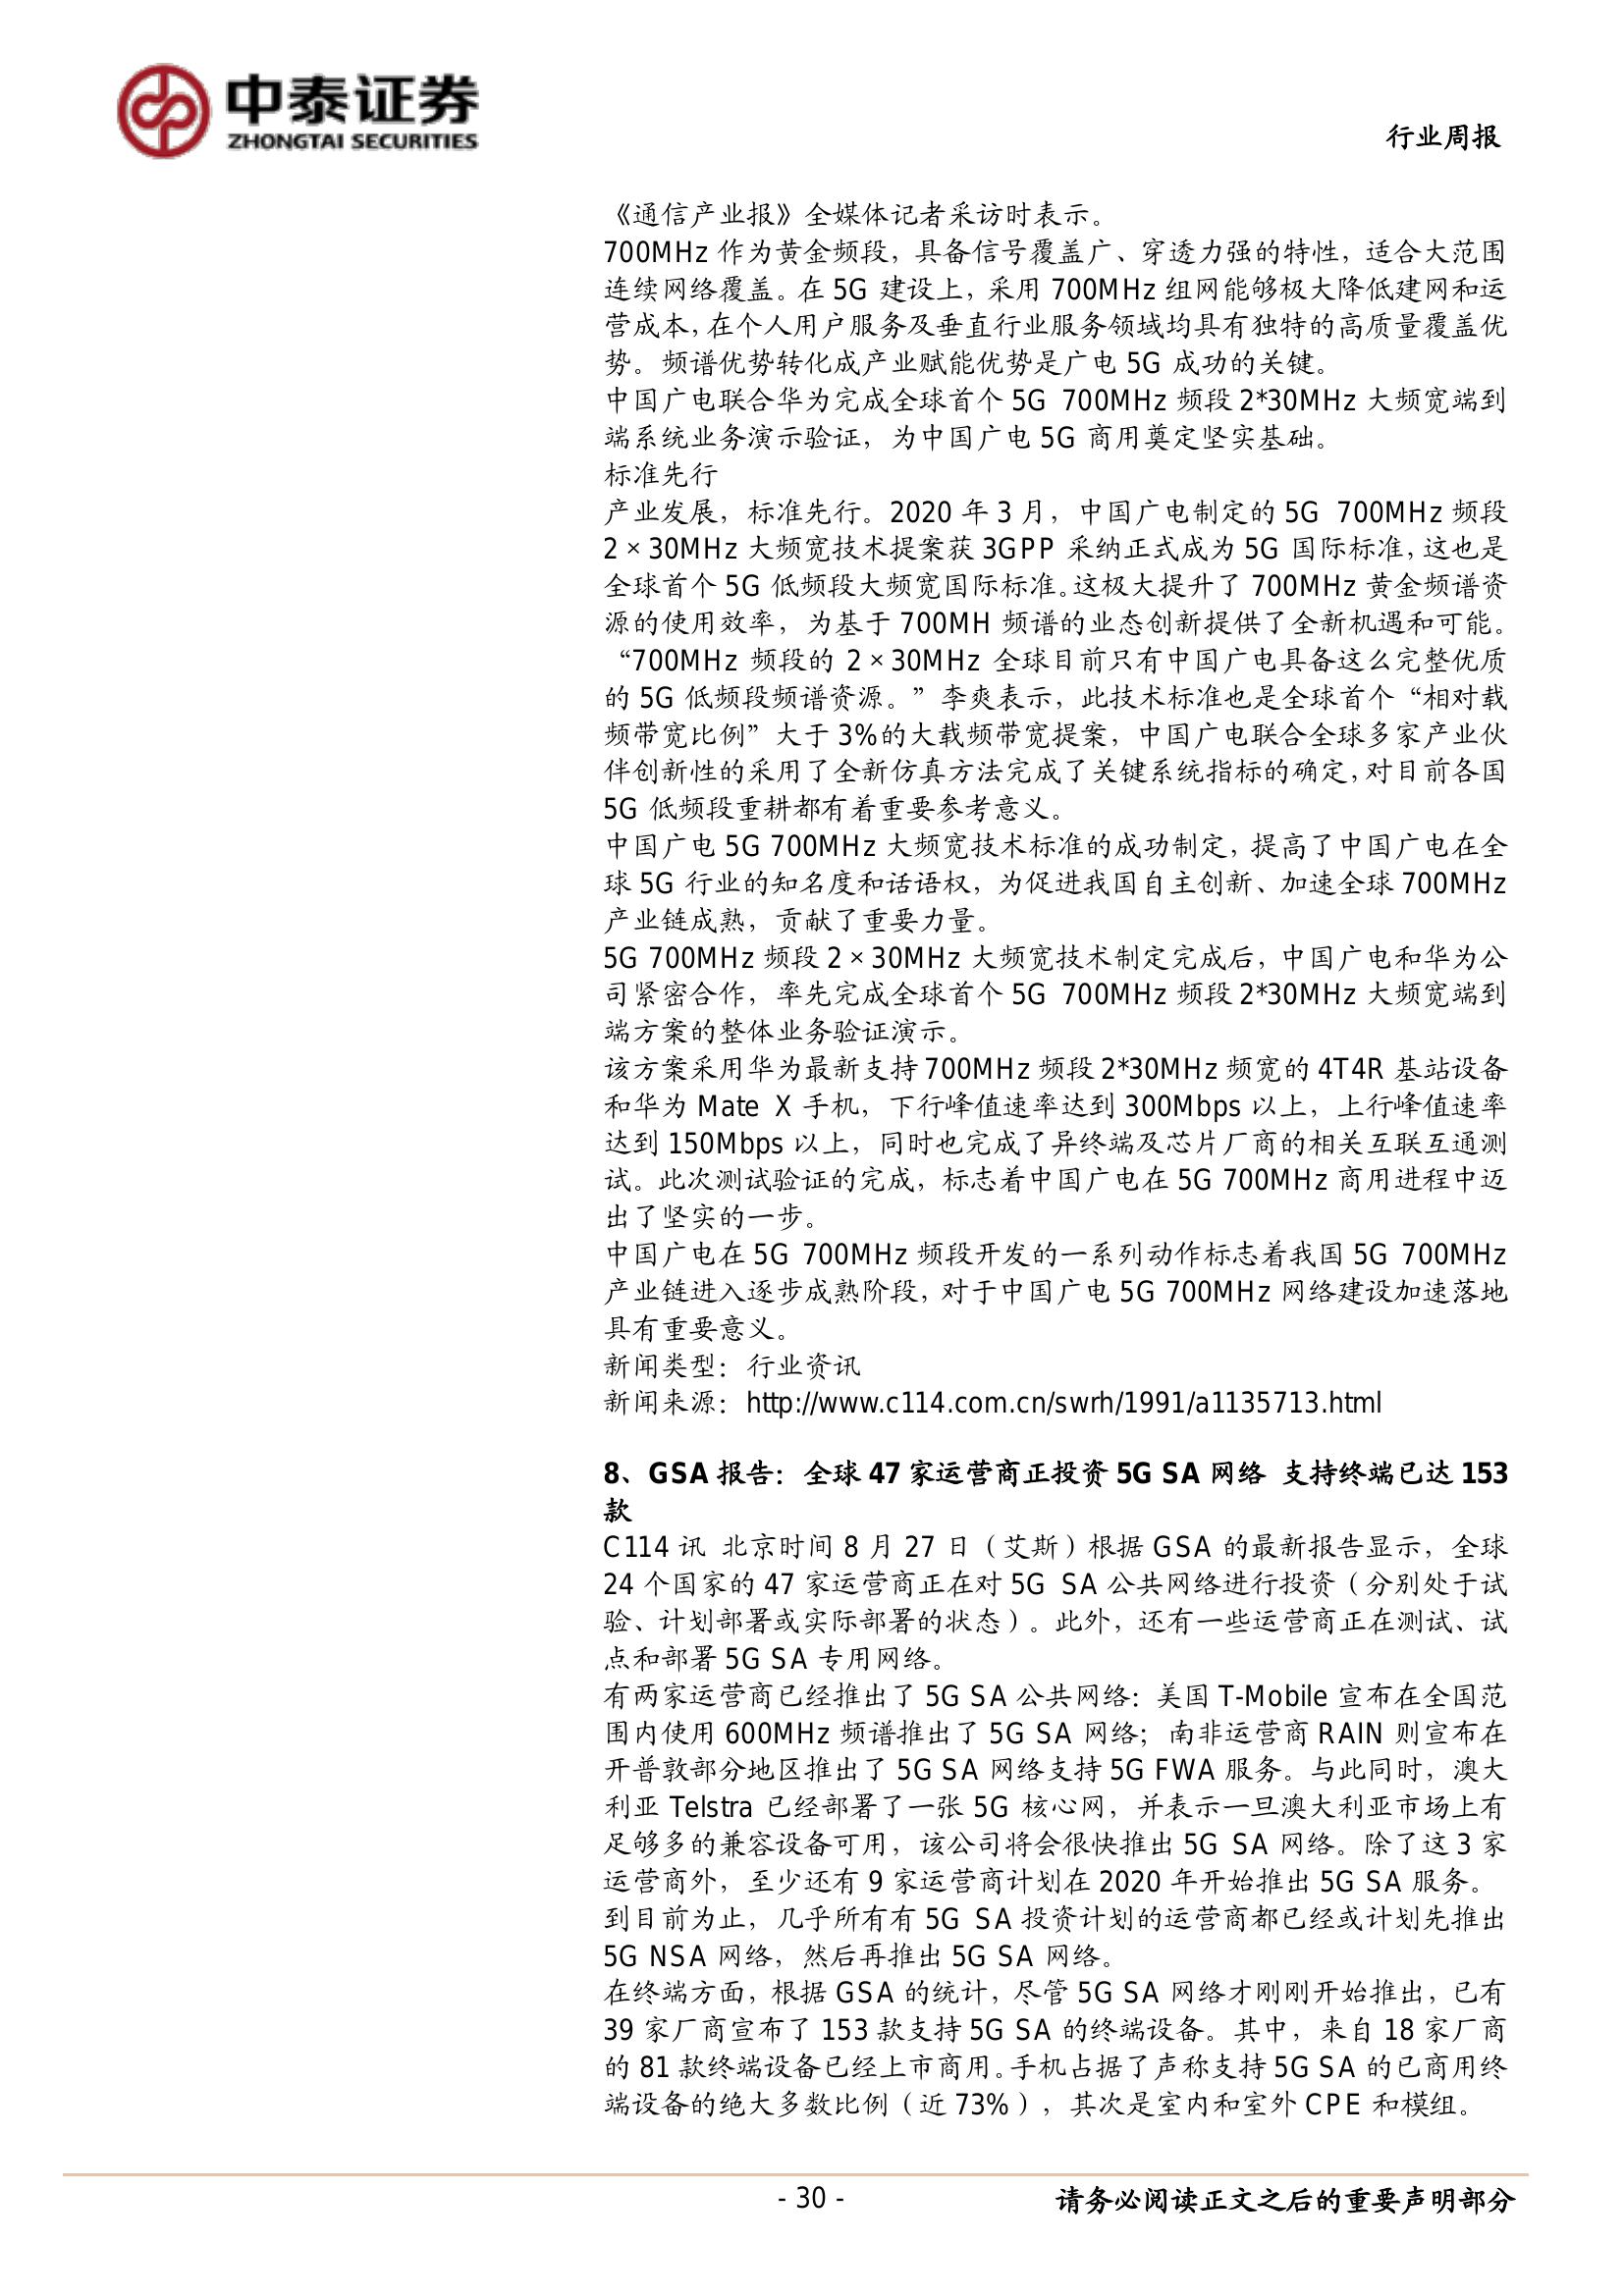 中泰证券
ZHONGTAI SECURITIES
行业周报
《通信产业报》全媒体记者采访时表示。
700MHz 作为黄金频段，具备信号覆盖广、穿透力强的特性，适合大范围
连续网络覆盖。在 5G 建设上，采用 700MHz 组网能够极大降低建网和运
营成本，在个人用户服务及垂直行业服务领域均具有独特的高质量覆盖优
势。频谱优势转化成产业赋能优势是广电 5G 成功的关键。
中国广电联合华为完成全球首个 5G 700MHz 频段 2*30MHz 大频宽端到
端系统业务演示验证，为中国广电 5G 商用奠定坚实基础。
标准先行
产业发展，标准先行。2020 年 3 月，中国广电制定的 5G 700MHz 频段
2×30MHz 大频宽技术提案获 3GPP 采纳正式成为 5G 国际标准，这也是
全球首个 5G 低频段大频宽国际标准。这极大提升了 700MHz 黄金频谱资
源的使用效率，为基于 700MH 频谱的业态创新提供了全新机遇和可能。
“700MHz 频段的 2×30MHz 全球目前只有中国广电具备这么完整优质
的 5G 低频段频谱资源。”李爽表示，此技术标准也是全球首个“相对载
频带宽比例”大于 3%的大载频带宽提案，中国广电联合全球多家产业伙
伴创新性的采用了全新仿真方法完成了关键系统指标的确定，对目前各国
5G 低频段重耕都有着重要参考意义。
中国广电 5G 700MHz 大频宽技术标准的成功制定，提高了中国广电在全
球 5G 行业的知名度和话语权，为促进我国自主创新、加速全球 700MHz
产业链成熟，贡献了重要力量。
5G 700MHz 频段 2×30MHz 大频宽技术制定完成后，中国广电和华为公
司紧密合作，率先完成全球首个 5G 700MHz 频段 2*30MHz 大频宽端到
端方案的整体业务验证演示。
该方案采用华为最新支持 700MHz 频段 2*30MHz 频宽的 4T4R 基站设备
和华为 Mate X 手机，下行峰值速率达到 300Mbps 以上，上行峰值速率
达到 150Mbps 以上，同时也完成了异终端及芯片厂商的相关互联互通测
试。此次测试验证的完成，标志着中国广电在 5G 700MHz 商用进程中迈
出了坚实的一步。
中国广电在 5G 700MHz 频段开发的一系列动作标志着我国 5G 700MHz
产业链进入逐步成熟阶段，对于中国广电 5G 700MHz 网络建设加速落地
具有重要意义。
新闻类型：行业资讯
新闻来源：http://www.c114.com.cn/swrh/1991/a1135713.html
8、GSA 报告：全球 47 家运营商正投资 5G SA 网络 支持终端已达 153
款
C114 讯 北京时间 8 月 27 日（艾斯）根据 GSA 的最新报告显示，全球
24 个国家的 47 家运营商正在对 5G SA 公共网络进行投资（分别处于试
验、计划部署或实际部署的状态）。此外，还有一些运营商正在测试、试
点和部署 5G SA 专用网络。
有两家运营商已经推出了 5G SA 公共网络：美国 T-Mobile 宣布在全国范
围内使用 600MHz 频谱推出了 5G SA 网络；南非运营商 RAIN 则宣布在
开普敦部分地区推出了 5G SA 网络支持 5G FWA 服务。与此同时，澳大
利亚 Telstra 已经部署了一张 5G 核心网，并表示一旦澳大利亚市场上有
足够多的兼容设备可用，该公司将会很快推出 5G SA 网络。除了这 3 家
运营商外，至少还有 9 家运营商计划在 2020 年开始推出 5G SA 服务。
到目前为止，几乎所有有 5G SA 投资计划的运营商都已经或计划先推出
5G NSA 网络，然后再推出 5G SA 网络。
在终端方面，根据 GSA 的统计，尽管 5G SA 网络才刚刚开始推出，已有
39 家厂商宣布了 153 款支持 5G SA 的终端设备。其中，来自 18 家厂商
的 81 款终端设备已经上市商用。手机占据了声称支持 5G SA 的已商用终
端设备的绝大多数比例（近 73%），其次是室内和室外 CPE 和模组。
- 30 -
请务必阅读正文之后的重要声明部分